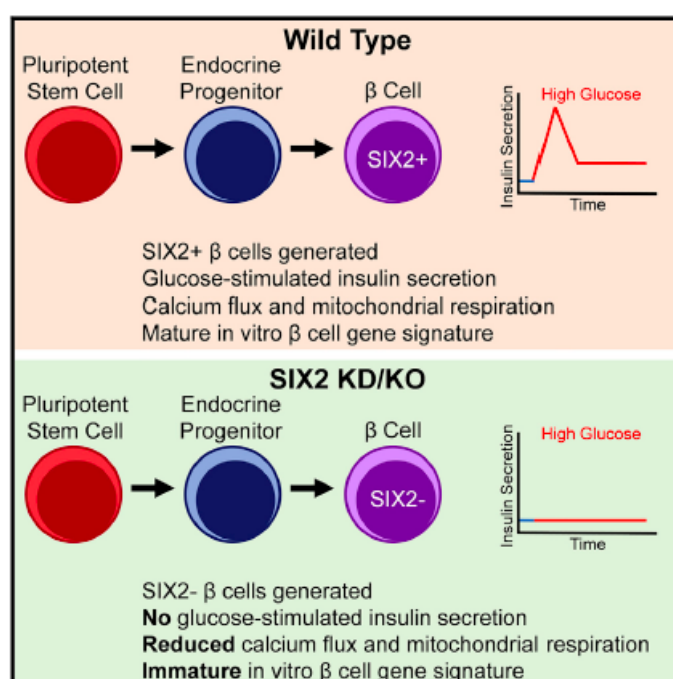 Wild Type
Pluripotent
Stem Cell
Endocrine
Progenitor
β Cell
SIX2+
High Glucose
Insulin Secretion
Time
SIX2+ β cells generated
Glucose-stimulated insulin secretion
Calcium flux and mitochondrial respiration
Mature in vitro β cell gene signature
SIX2 KD/KO
Pluripotent
Stem Cell
Endocrine
Progenitor
β Cell
SIX2-
High Glucose
Insulin Secretion
Time
SIX2- β cells generated
No glucose-stimulated insulin secretion
Reduced calcium flux and mitochondrial respiration
Immature in vitro β cell gene signature